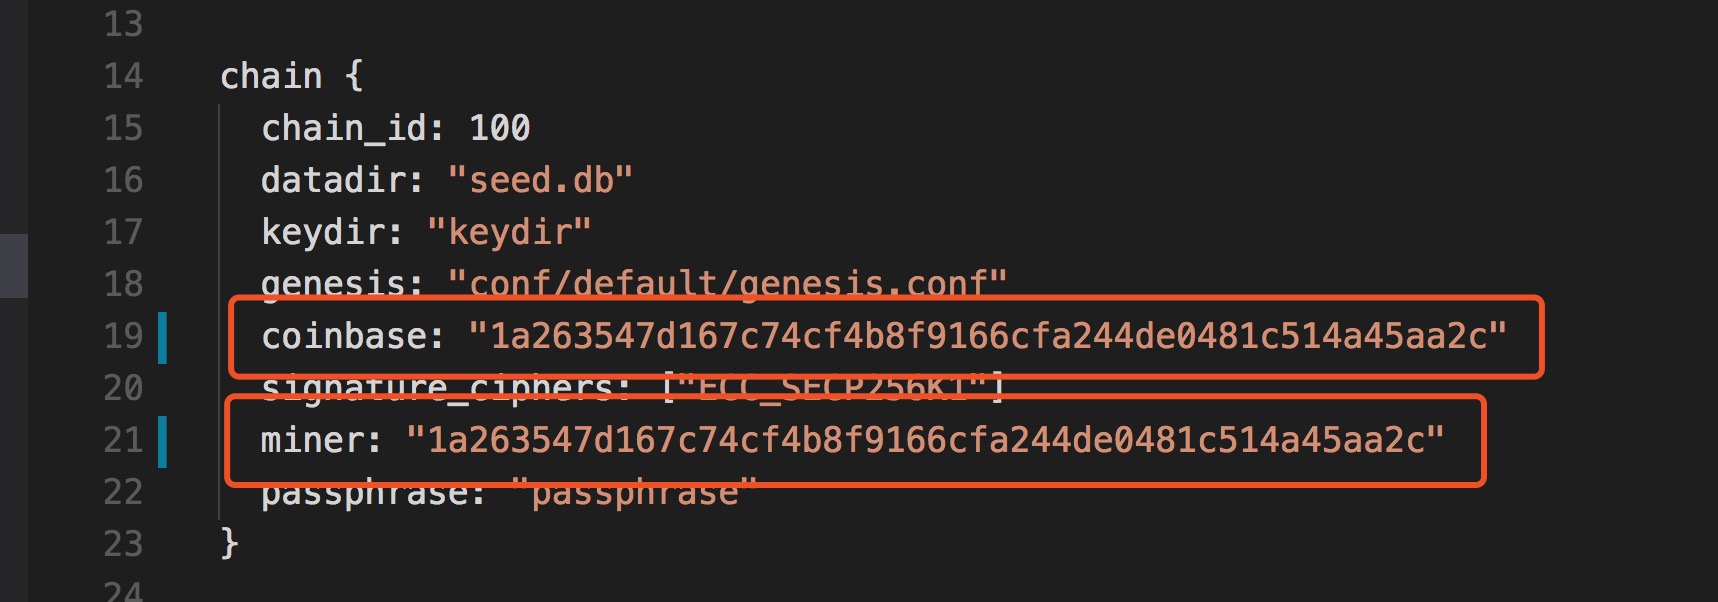 13
14 chain {
15 chain_id: 100
16 datadir: "seed.db"
17 keydir: "keydir"
18 genesis: "conf/default/genesis.conf"
19 coinbase: "1a263547d167c74cf4b8f9166cfa244de0481c514a45aa2c"
20 signature_ciphers: ["ECC_SECP256K1"]
21 miner: "1a263547d167c74cf4b8f9166cfa244de0481c514a45aa2c"
22 passphrase: "passphrase"
23 }
24